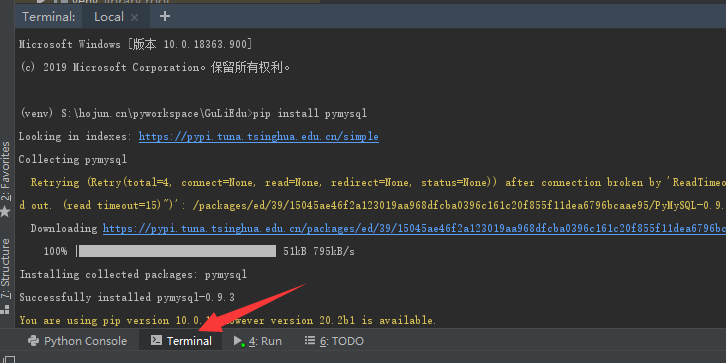 Terminal: Local × +
Microsoft Windows [版本 10.0.18363.900]
(c) 2019 Microsoft Corporation。保留所有权利。
(venv) S:\hojun.cn\pyworkspace\GuLiEdu>pip install pymysql
Looking in indexes: https://pypi.tuna.tsinghua.edu.cn/simple
Collecting pymysql
Retrying (Retry(total=4, connect=None, read=None, redirect=None, status=None)) after connection broken by 'ReadTimeo
d out. (read timeout=15)")': /packages/ed/39/15045ae46f2a123019aa968dfcba0396c161c20f855f11dea6796bcaae95/PyMySQL-0.9.
Downloading https://pypi.tuna.tsinghua.edu.cn/packages/ed/39/15045ae46f2a123019aa968dfcba0396c161c20f855f11dea6796bc
100% | 51kB 795kB/s
Installing collected packages: pymysql
Successfully installed pymysql-0.9.3
You are using pip version 10.0. however version 20.2b1 is available.
2: Favorites
Z: Structure
Python Console Terminal 4: Run 6: TODO